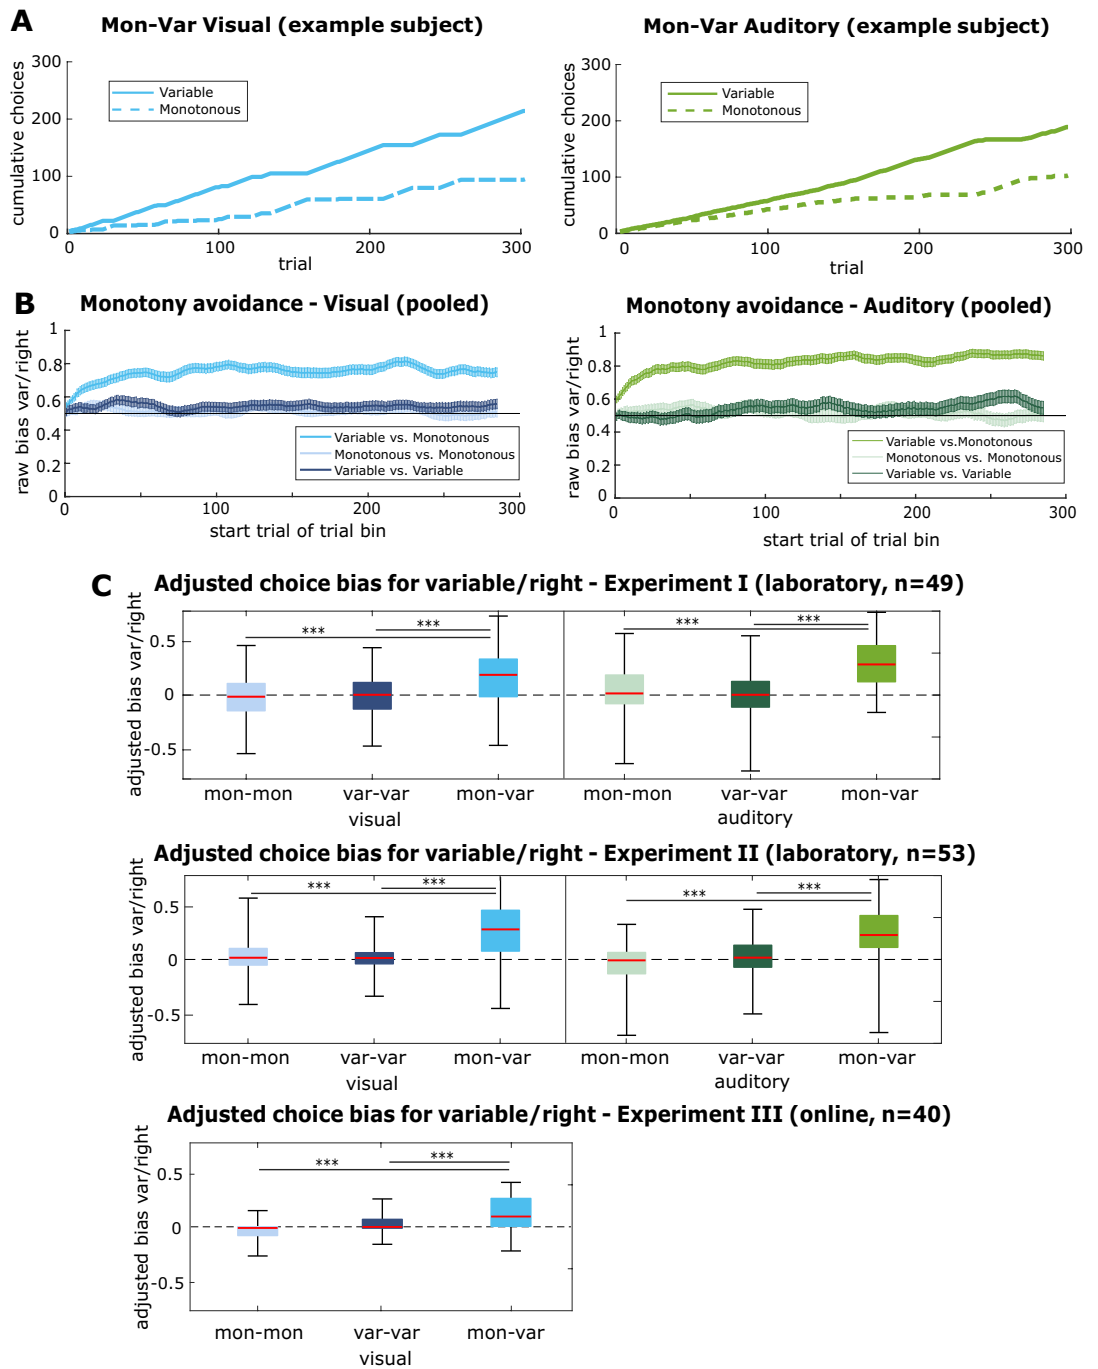 A
Mon-Var Visual (example subject)
cumulative choices
300
200
100
0
Variable
Monotonous
0
100
200
300
trial
Mon-Var Auditory (example subject)
cumulative choices
300
200
100
0
Variable
Monotonous
0
100
200
300
trial
B
Monotony avoidance - Visual (pooled)
raw bias var/right
1
0.8
0.6
0.4
0.2
0
Variable vs. Monotonous
Monotonous vs. Monotonous
Variable vs. Variable
0
100
200
300
start trial of trial bin
Monotony avoidance - Auditory (pooled)
raw bias var/right
1
0.8
0.6
0.4
0.2
0
Variable vs.Monotonous
Monotonous vs. Monotonous
Variable vs. Variable
0
100
200
300
start trial of trial bin
C
Adjusted choice bias for variable/right - Experiment I (laboratory, n=49)
adjusted bias var/right
0.5
0
-0.5
***
***
***
***
mon-mon
var-var
mon-var
mon-mon
var-var
mon-var
visual
auditory
Adjusted choice bias for variable/right - Experiment II (laboratory, n=53)
adjusted bias var/right
0.5
0
-0.5
***
***
***
***
mon-mon
var-var
mon-var
mon-mon
var-var
mon-var
visual
auditory
Adjusted choice bias for variable/right - Experiment III (online, n=40)
adjusted bias var/right
0.5
0
-0.5
***
***
mon-mon
var-var
mon-var
visual